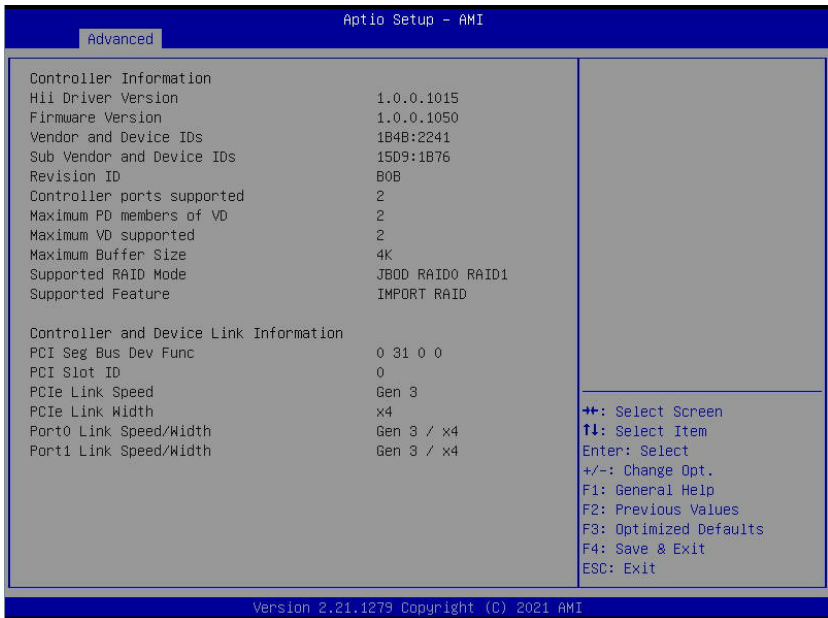 Aptio Setup - AMI
Advanced
Controller Information
Hii Driver Version 1.0.0.1015
Firmware Version 1.0.0.1050
Vendor and Device IDs 1B4B:2241
Sub Vendor and Device IDs 15D9:1B76
Revision ID B0B
Controller ports supported 2
Maximum PD members of VD 2
Maximum VD supported 2
Maximum Buffer Size 4K
Supported RAID Mode JBOD RAID0 RAID1
Supported Feature IMPORT RAID
Controller and Device Link Information
PCI Seg Bus Dev Func 0 31 0 0
PCI Slot ID 0
PCIe Link Speed Gen 3
PCIe Link Width x4
Port0 Link Speed/Width Gen 3 / x4
Port1 Link Speed/Width Gen 3 / x4
→←: Select Screen
↑↓: Select Item
Enter: Select
+/-: Change Opt.
F1: General Help
F2: Previous Values
F3: Optimized Defaults
F4: Save & Exit
ESC: Exit
Version 2.21.1279 Copyright (C) 2021 AMI